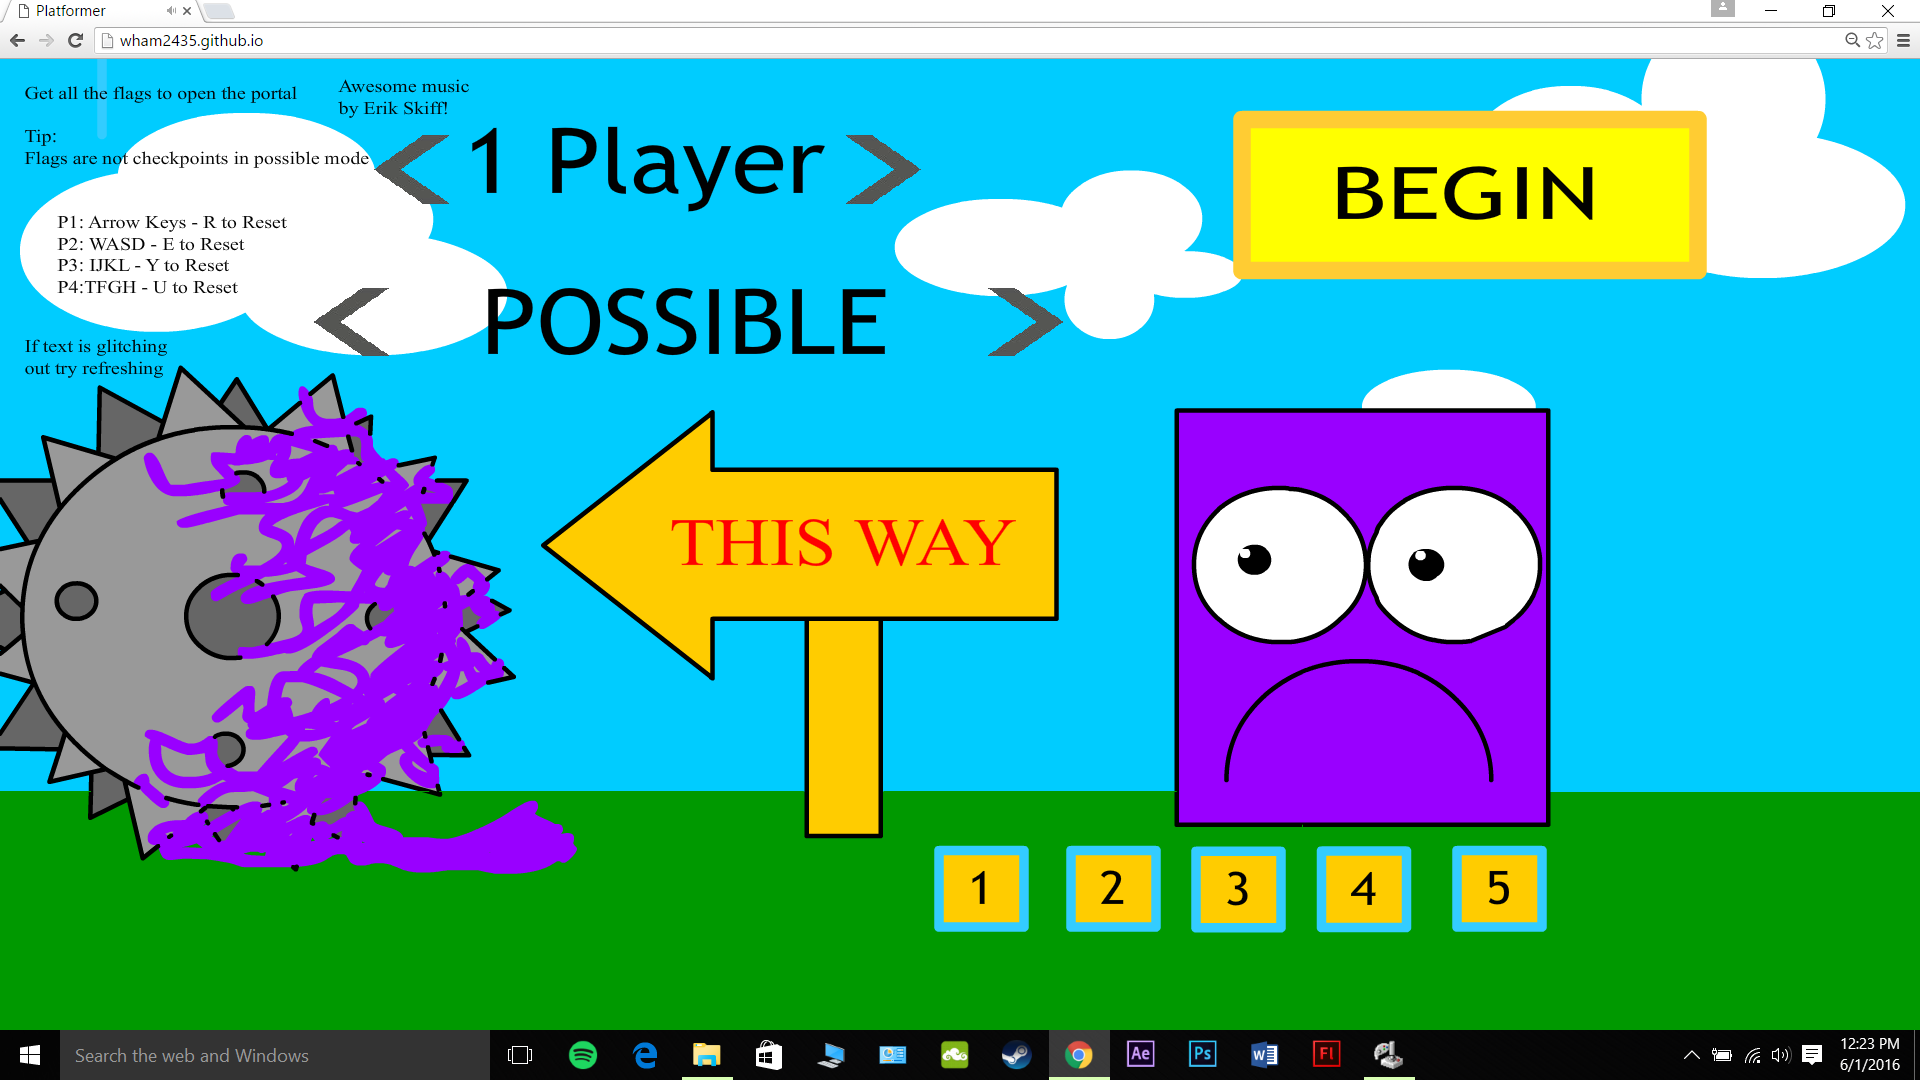 Platformer
wham2435.github.io
Get all the flags to open the portal
Awesome music
by Erik Skiff!
Tip:
Flags are not checkpoints in possible mode
1 Player
BEGIN
P1: Arrow Keys - R to Reset
P2: WASD - E to Reset
P3: IJKL - Y to Reset
P4:TFGH - U to Reset
POSSIBLE
If text is glitching
out try refreshing
THIS WAY
1 2 3 4 5
Search the web and Windows
Ae Ps W Fl
12:23 PM
6/1/2016